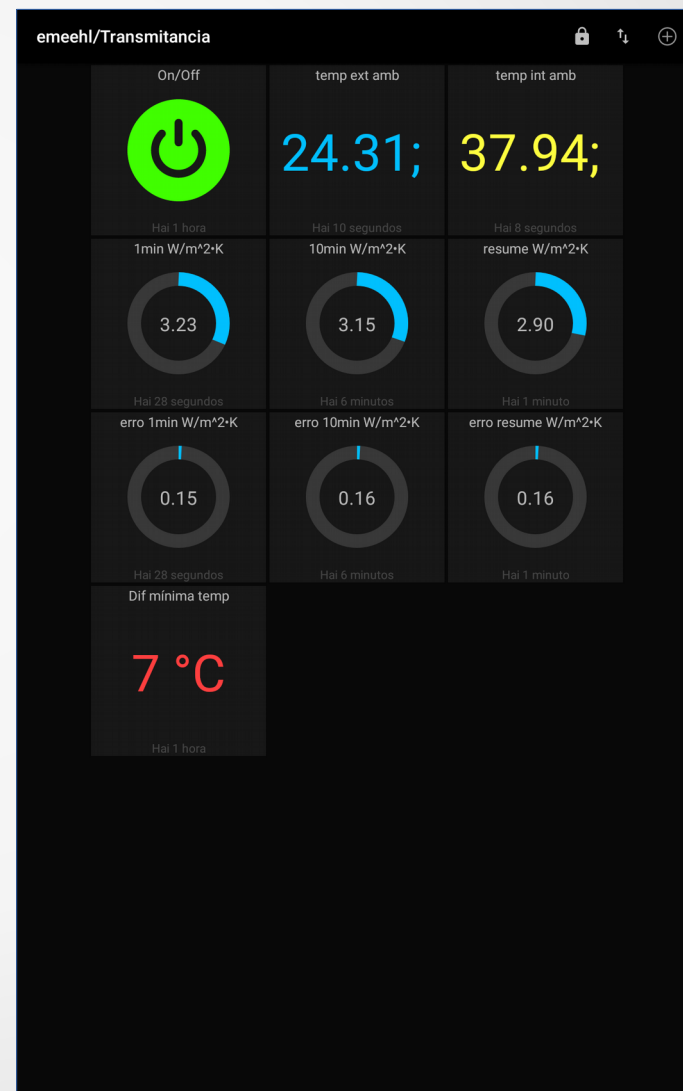 emeehl/Transmitancia
On/Off
temp ext amb
temp int amb
24.31;
37.94;
Hai 1 hora
Hai 10 segundos
Hai 8 segundos
1min W/m^2•K
10min W/m^2•K
resume W/m^2•K
3.23
3.15
2.90
Hai 28 segundos
Hai 6 minutos
Hai 1 minuto
erro 1min W/m^2•K
erro 10min W/m^2•K
erro resume W/m^2•K
0.15
0.16
0.16
Hai 28 segundos
Hai 6 minutos
Hai 1 minuto
Dif mínima temp
7 °C
Hai 1 hora